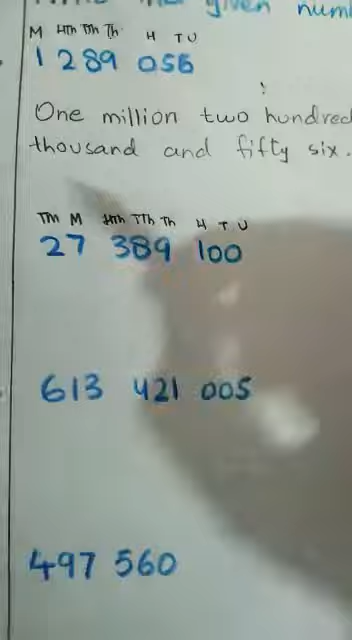 given num
M HTh TTh Th H T U
1 289 056
One million two hundred
thousand and fifty six.
TM M HTh TTh Th H T U
27 389 100
613 421 005
497 560